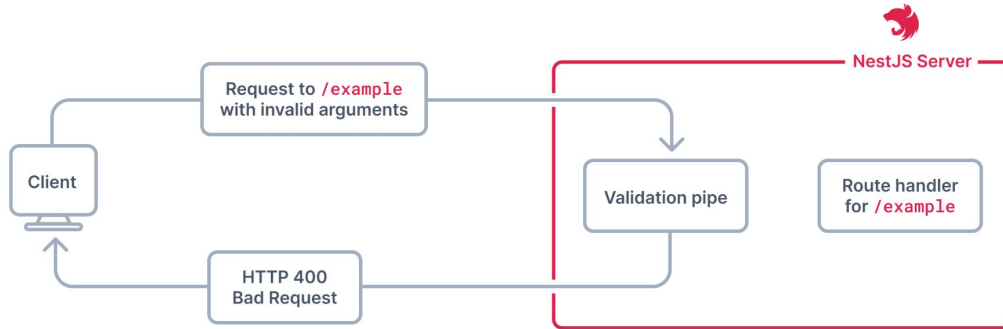 NestJS Server
Request to /example
with invalid arguments
Client
Validation pipe
Route handler
for /example
HTTP 400
Bad Request